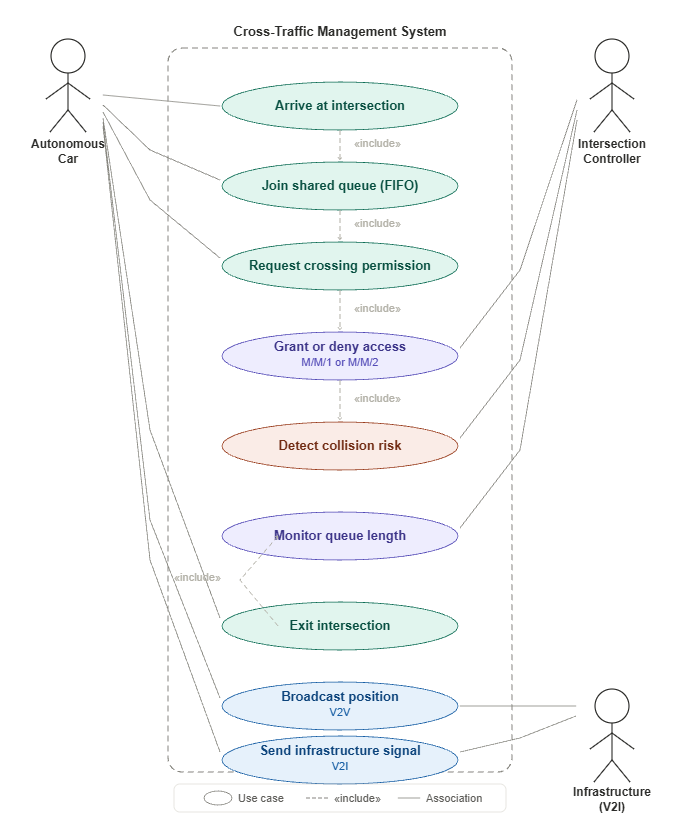 Cross-Traffic Management System
Autonomous
Car
Intersection
Controller
Arrive at intersection
«include»
Join shared queue (FIFO)
«include»
Request crossing permission
«include»
Grant or deny access
M/M/1 or M/M/2
«include»
Detect collision risk
Monitor queue length
«include»
Exit intersection
Broadcast position
V2V
Send infrastructure signal
V2I
Infrastructure
(V2I)
Use case
«include»
Association